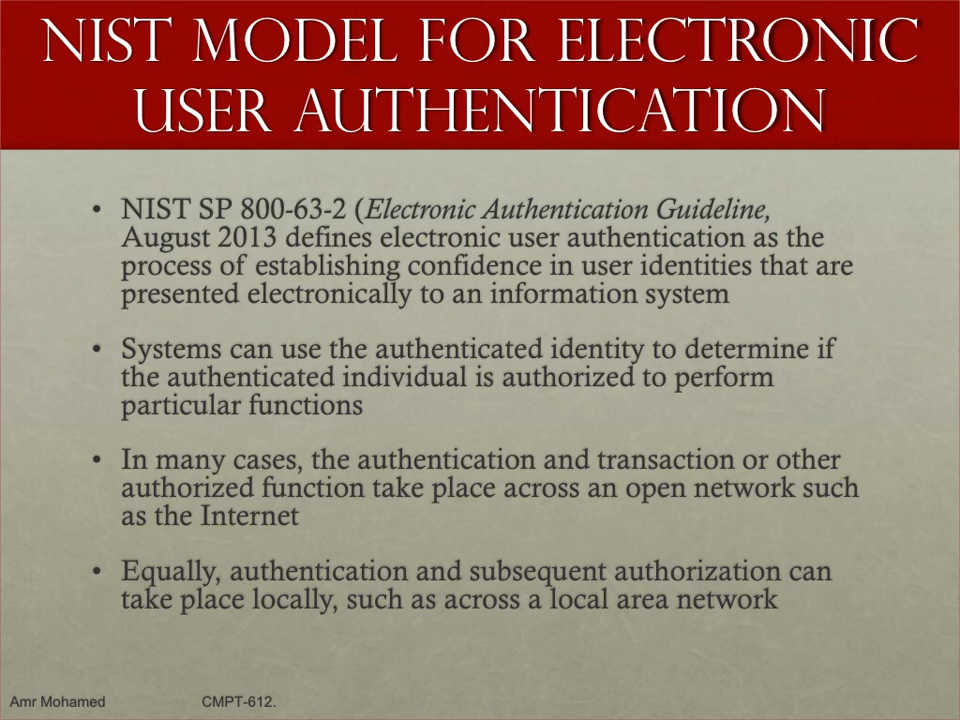 NIST MODEL FOR ELECTRONIC
USER AUTHENTICATION
• NIST SP 800-63-2 (Electronic Authentication Guideline,
August 2013 defines electronic user authentication as the
process of establishing confidence in user identities that are
presented electronically to an information system
• Systems can use the authenticated identity to determine if
the authenticated individual is authorized to perform
particular functions
• In many cases, the authentication and transaction or other
authorized function take place across an open network such
as the Internet
• Equally, authentication and subsequent authorization can
take place locally, such as across a local area network
Amr Mohamed CMPT-612.